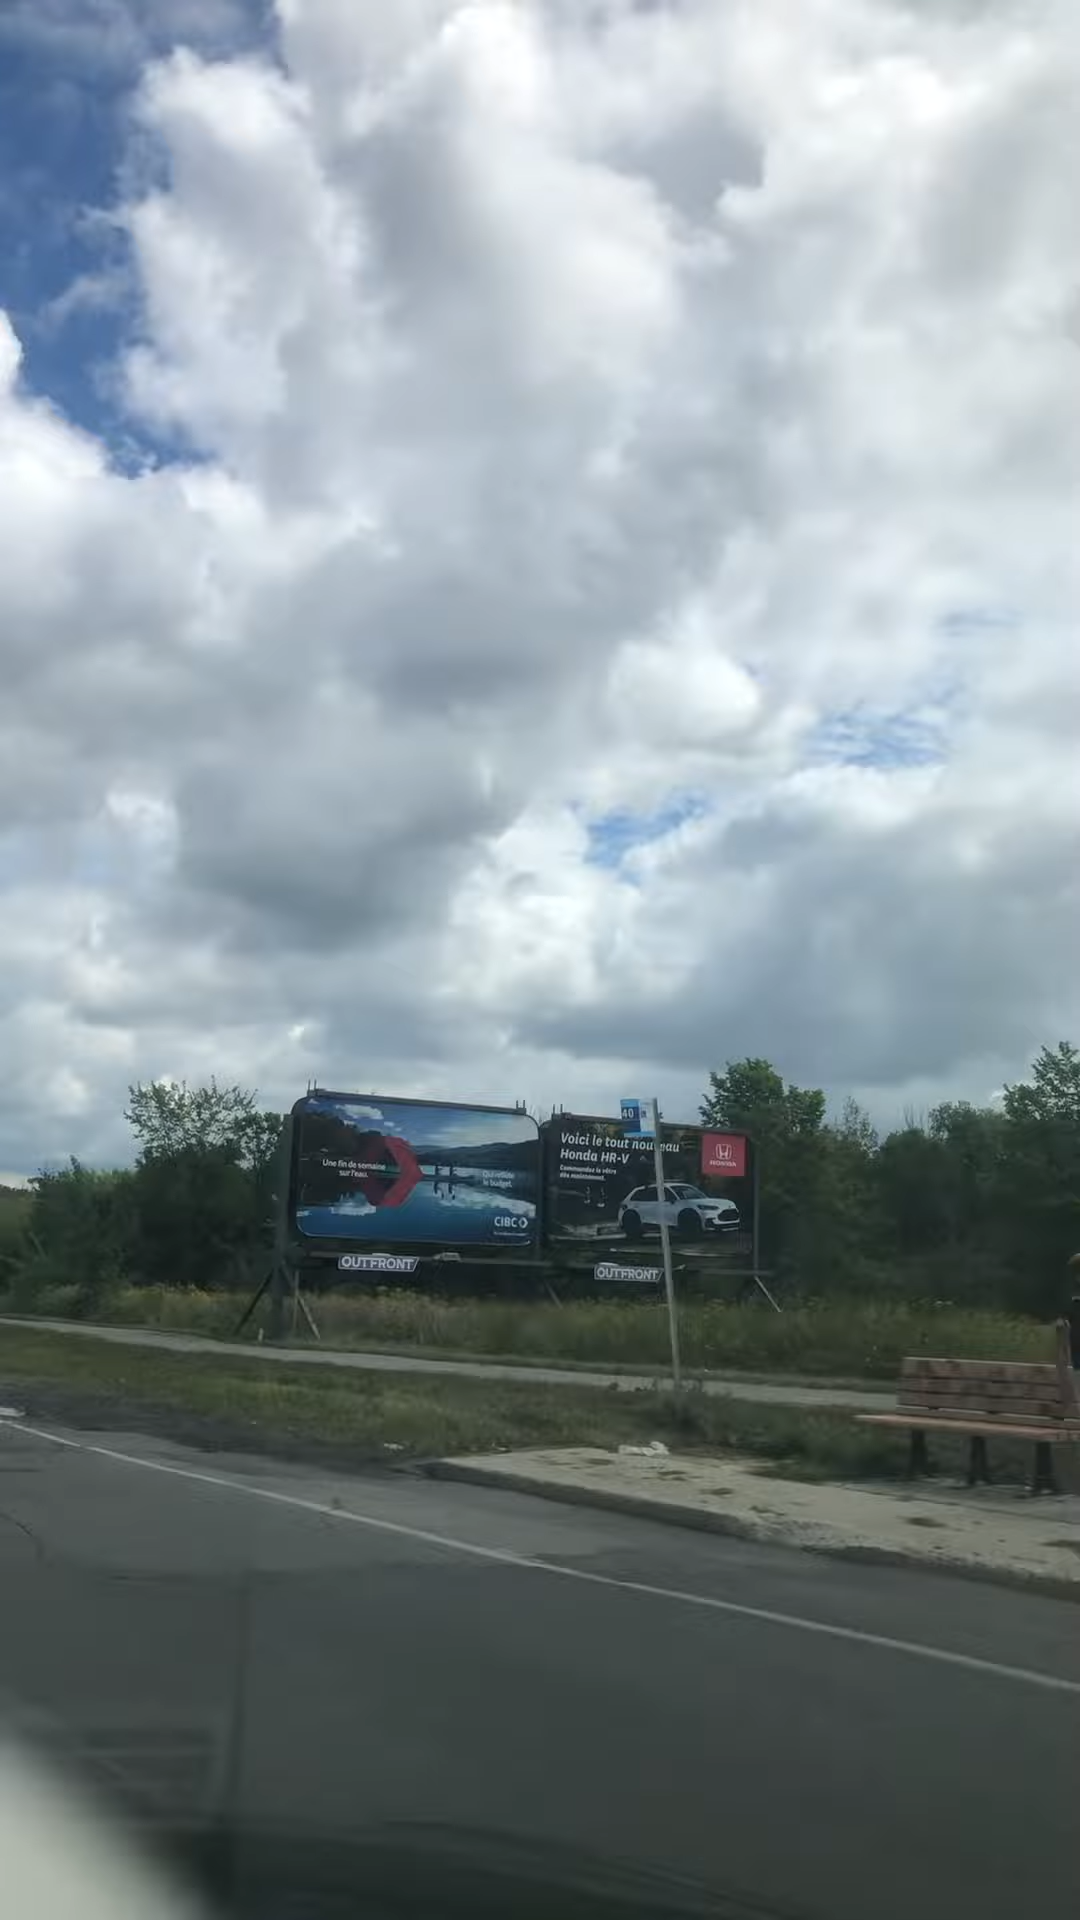 Une fin de semaine
sur l'eau.
Qui reflète
le budget.
CIBC
OUTFRONT
40
Voici le tout nouveau
Honda HR-V
Commandez le vôtre
dès maintenant.
HONDA
OUTFRONT